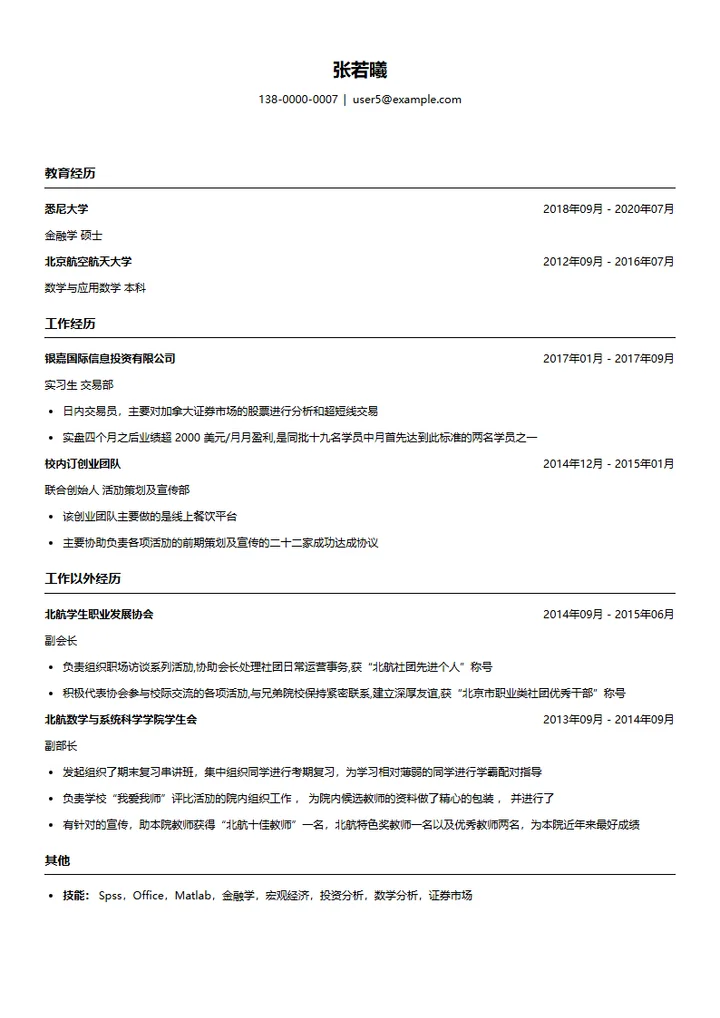 张若曦
138-0000-0007 | user5@example.com
教育经历
悉尼大学 2018年09月 - 2020年07月
金融学 硕士
北京航空航天大学 2012年09月 - 2016年07月
数学与应用数学 本科
工作经历
银嘉国际信息投资有限公司 2017年01月 - 2017年09月
实习生 交易部
• 日内交易员，主要对加拿大证券市场的股票进行分析和超短线交易
• 实盘四个月之后业绩超 2000 美元/月月盈利,是同批十九名学员中月首先达到此标准的两名学员之一
校内订创业团队 2014年12月 - 2015年01月
联合创始人 活动策划及宣传部
• 该创业团队主要做的是线上餐饮平台
• 主要协助负责各项活动的前期策划及宣传的二十二家成功达成协议
工作以外经历
北航学生职业发展协会 2014年09月 - 2015年06月
副会长
• 负责组织职场访谈系列活动,协助会长处理社团日常运营事务,获“北航社团先进个人”称号
• 积极代表协会参与校际交流的各项活动,与兄弟院校保持紧密联系,建立深厚友谊,获“北京市职业类社团优秀干部”称号
北航数学与系统科学学院学生会 2013年09月 - 2014年09月
副部长
• 发起组织了期末复习串讲班，集中组织同学进行考期复习，为学习相对薄弱的同学进行学霸配对指导
• 负责学校“我爱我师”评比活动的院内组织工作 ， 为院内候选教师的资料做了精心的包装 ， 并进行了
• 有针对的宣传，助本院教师获得“北航十佳教师”一名，北航特色奖教师一名以及优秀教师两名，为本院近年来最好成绩
其他
• 技能： Spss，Office，Matlab，金融学，宏观经济，投资分析，数学分析，证券市场